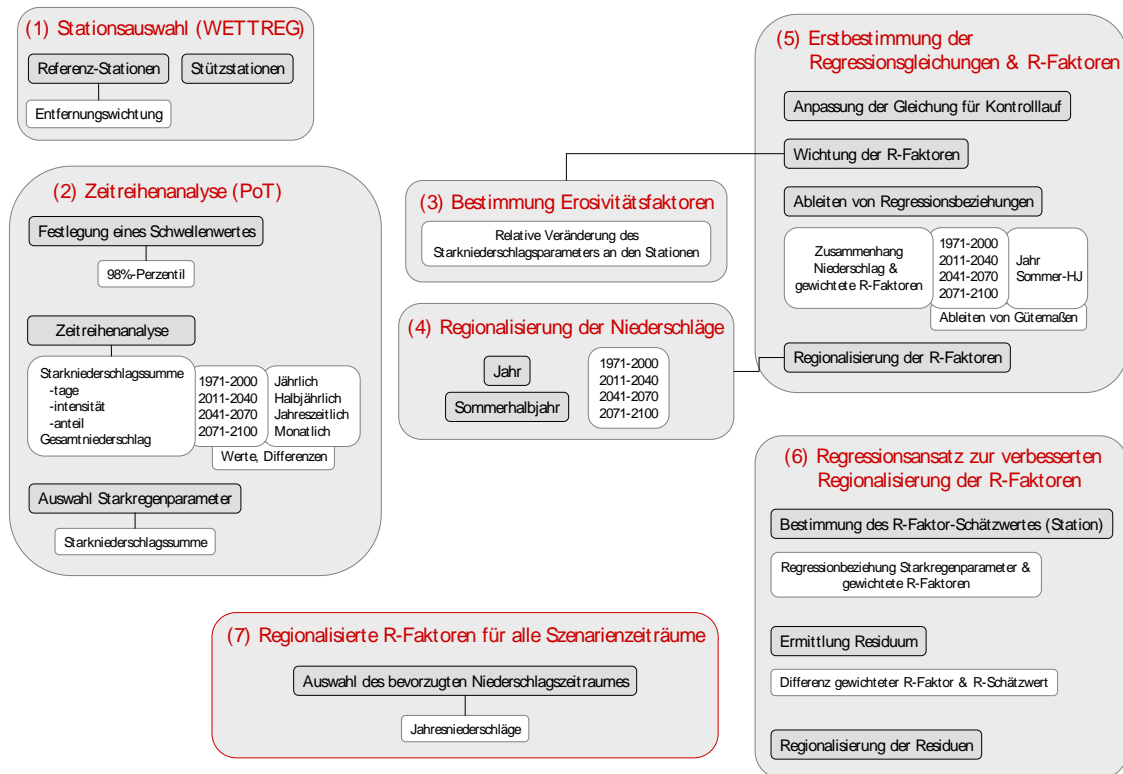 (1) Stationsauswahl (WETTREG)
Referenz-Stationen
Stützstationen
Entfernungswichtung
(2) Zeitreihenanalyse (PoT)
Festlegung eines Schwellenwertes
98%-Perzentil
Zeitreihenanalyse
Starkniederschlagssumme
-tage
-intensität
-anteil
Gesamtniederschlag
1971-2000
2011-2040
2041-2070
2071-2100
Jährlich
Halbjährlich
Jahreszeitlich
Monatlich
Werte, Differenzen
Auswahl Starkregenparameter
Starkniederschlagssumme
(3) Bestimmung Erosivitätsfaktoren
Relative Veränderung des
Starkniederschlagsparameters an den Stationen
(4) Regionalisierung der Niederschläge
Jahr
Sommerhalbjahr
1971-2000
2011-2040
2041-2070
2071-2100
(5) Erstbestimmung der
Regressionsgleichungen & R-Faktoren
Anpassung der Gleichung für Kontrolllauf
Wichtung der R-Faktoren
Ableiten von Regressionsbeziehungen
Zusammenhang
Niederschlag &
gewichtete R-Faktoren
1971-2000
2011-2040
2041-2070
2071-2100
Jahr
Sommer-HJ
Ableiten von Gütemaßen
Regionalisierung der R-Faktoren
(6) Regressionsansatz zur verbesserten
Regionalisierung der R-Faktoren
Bestimmung des R-Faktor-Schätzwertes (Station)
Regressionbeziehung Starkregenparameter &
gewichtete R-Faktoren
Ermittlung Residuum
Differenz gewichteter R-Faktor & R-Schätzwert
Regionalisierung der Residuen
(7) Regionalisierte R-Faktoren für alle Szenarienzeiträume
Auswahl des bevorzugten Niederschlagszeitraumes
Jahresniederschläge